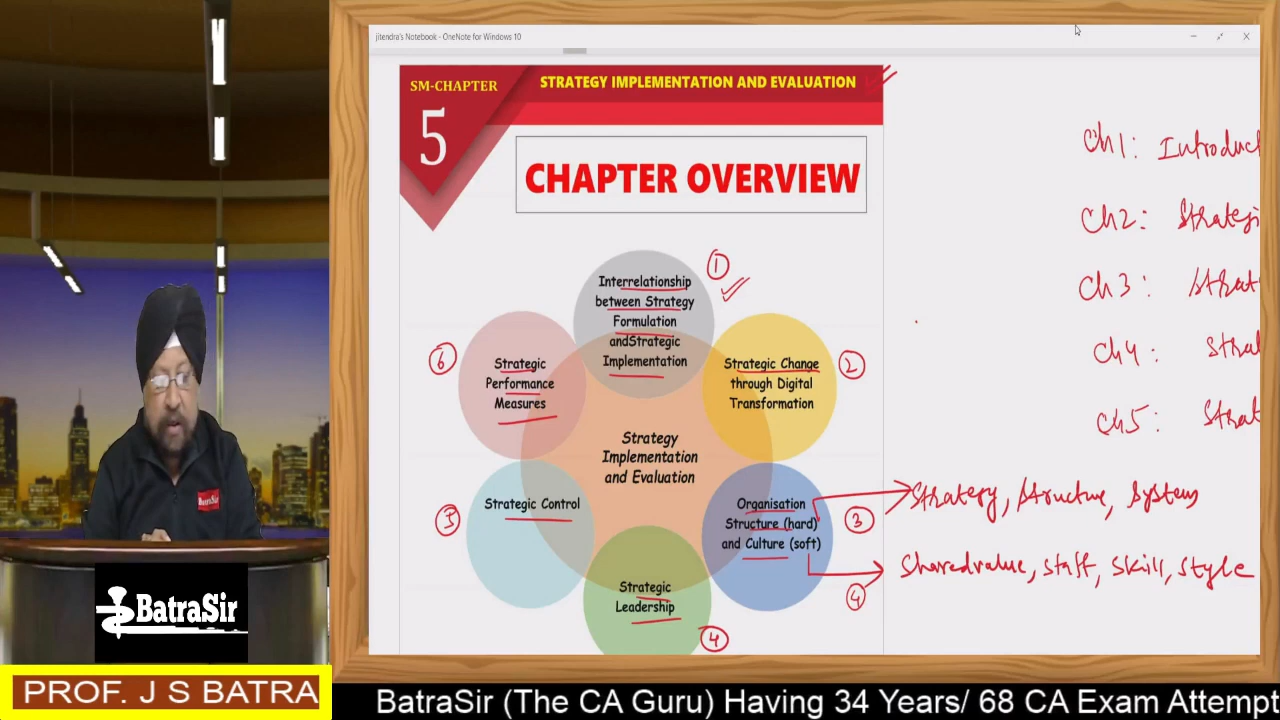 jitendra's Notebook - OneNote for Windows 10
SM-CHAPTER
5
STRATEGY IMPLEMENTATION AND EVALUATION
CHAPTER OVERVIEW
Interrelationship
between Strategy
Formulation
andStrategic
Implementation
1
Strategic Change
through Digital
Transformation
2
Organisation
Structure (hard)
and Culture (soft)
3
Strategy, Structure, System
4
Sharedvalue, Staff, Skill, Style
Strategic
Leadership
4
Strategic Control
5
Strategic
Performance
Measures
6
Strategy
Implementation
and Evaluation
Ch1: Introduct
Ch2: Strategi
Ch3: Strat
Ch4: Strat
Ch5: Strat
BatraSir
BatraSir
PROF. J S BATRA
BatraSir (The CA Guru) Having 34 Years/ 68 CA Exam Attempt